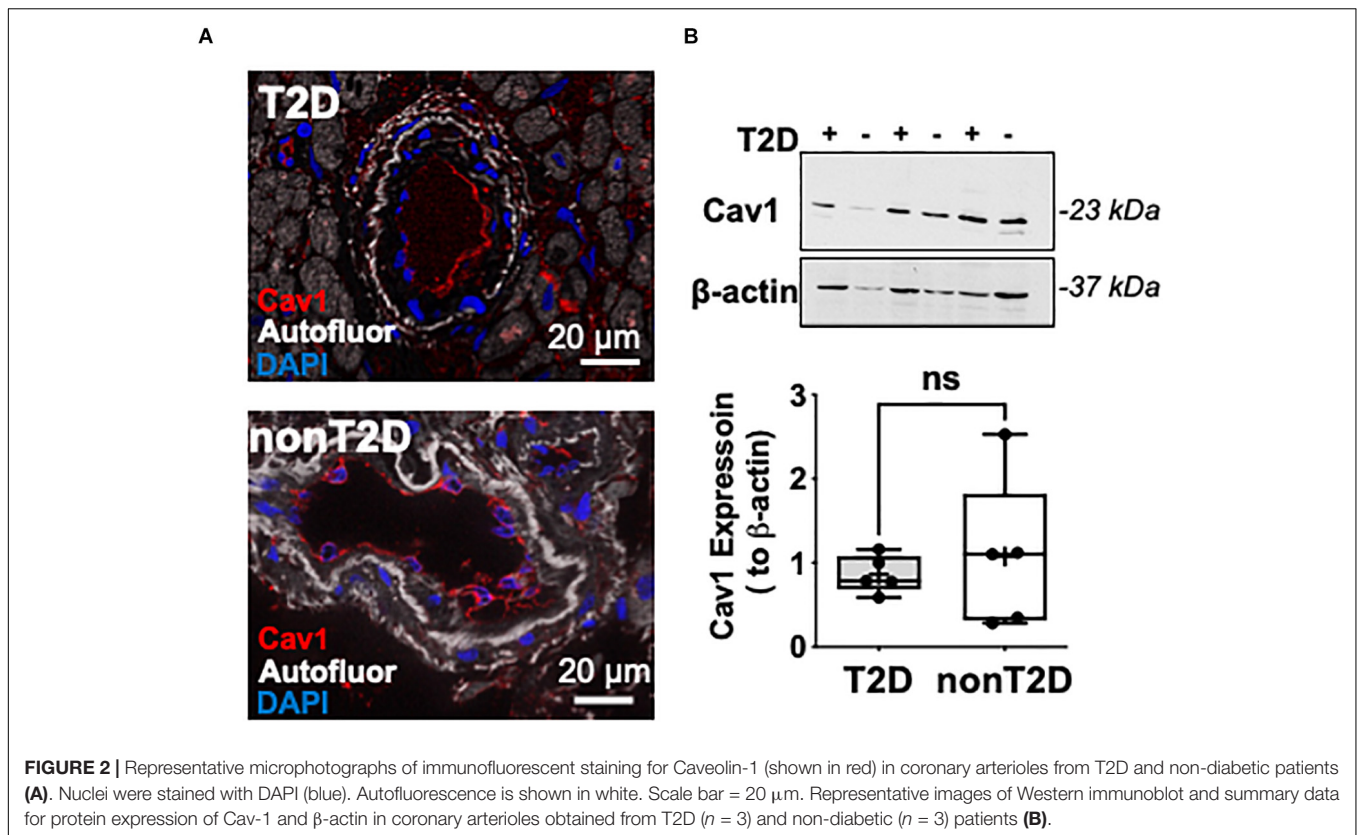 A
B
T2D
Cav1
Autofluor
DAPI
20 µm
nonT2D
Cav1
Autofluor
DAPI
20 µm
T2D + - + - + -
Cav1 -23 kDa
β-actin -37 kDa
ns
3
2
1
0
Cav1 Expressoin
( to β-actin)
T2D nonT2D
FIGURE 2 | Representative microphotographs of immunofluorescent staining for Caveolin-1 (shown in red) in coronary arterioles from T2D and non-diabetic patients
(A). Nuclei were stained with DAPI (blue). Autofluorescence is shown in white. Scale bar = 20 µm. Representative images of Western immunoblot and summary data
for protein expression of Cav-1 and β-actin in coronary arterioles obtained from T2D (n = 3) and non-diabetic (n = 3) patients (B).